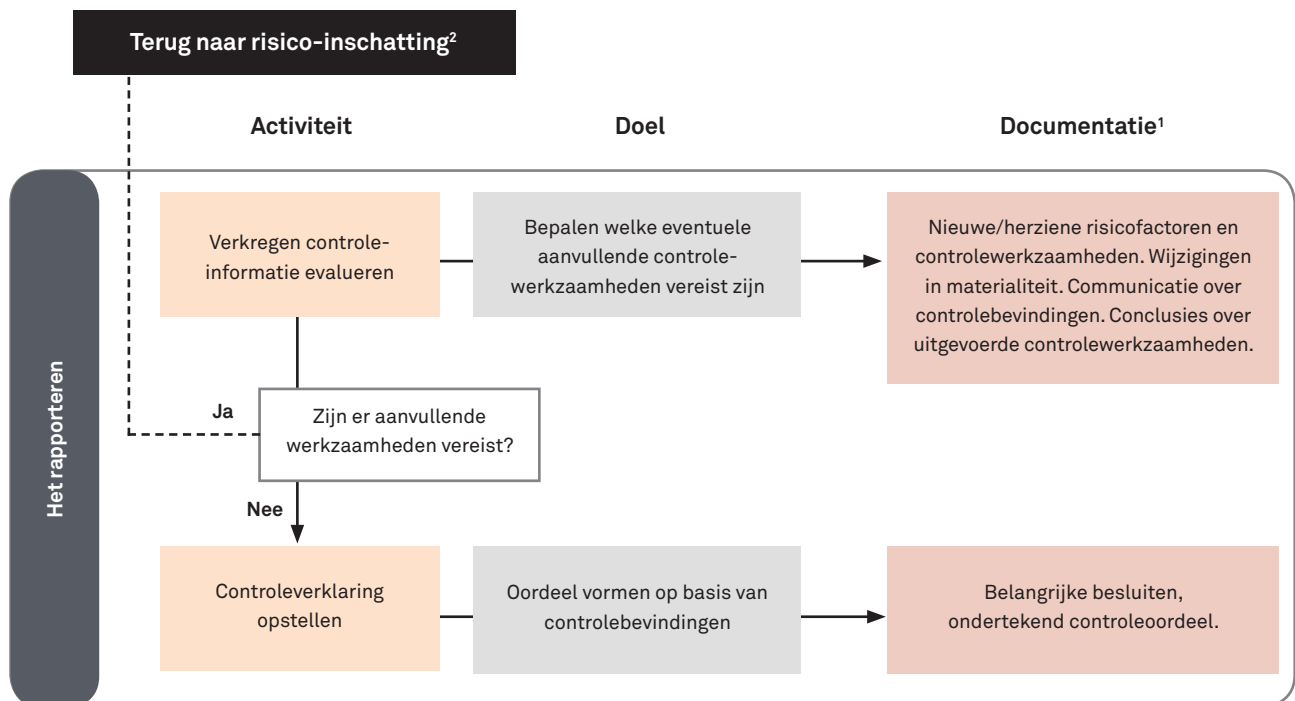 Terug naar risico-inschatting²
Activiteit
Doel
Documentatie¹
Het rapporteren
Verkregen controle-
informatie evalueren
Bepalen welke eventuele
aanvullende controle-
werkzaamheden vereist zijn
Nieuwe/herziene risicofactoren en
controlewerkzaamheden. Wijzigingen
in materialiteit. Communicatie over
controlebevindingen. Conclusies over
uitgevoerde controlewerkzaamheden.
Ja
Zijn er aanvullende
werkzaamheden vereist?
Nee
Controleverklaring
opstellen
Oordeel vormen op basis van
controlebevindingen
Belangrijke besluiten,
ondertekend controleoordeel.